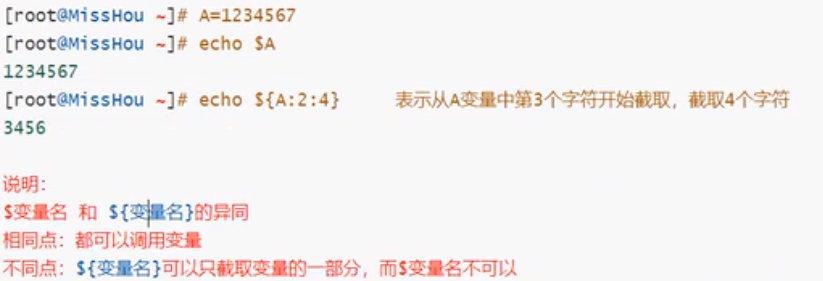 [root@MissHou ~]# A=1234567
[root@MissHou ~]# echo $A
1234567
[root@MissHou ~]# echo ${A:2:4} 表示从A变量中第3个字符开始截取，截取4个字符
3456
说明：
$变量名 和 ${变量名}的异同
相同点：都可以调用变量
不同点：${变量名}可以只截取变量的一部分，而$变量名不可以